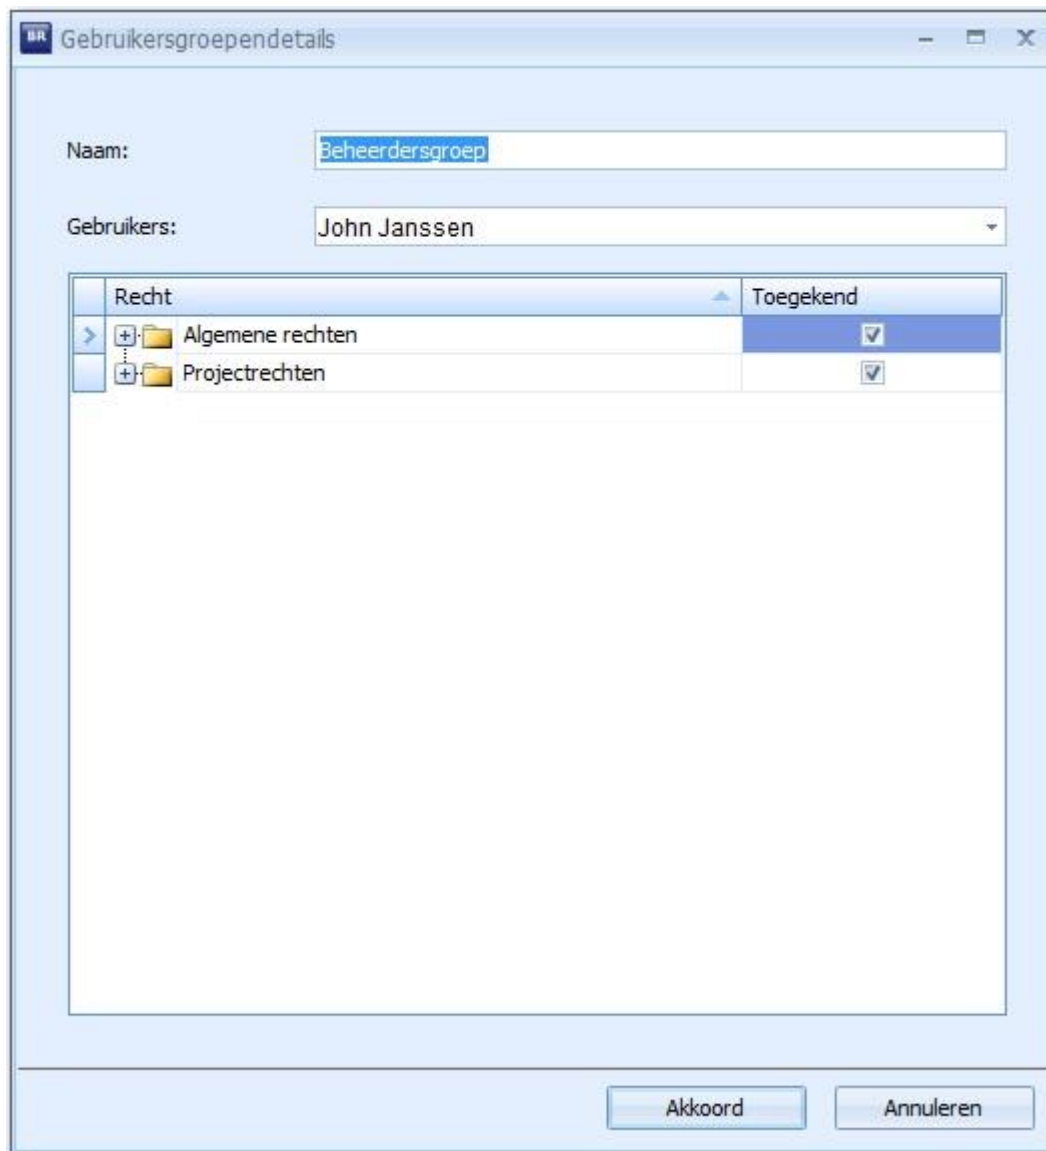 BR Gebruikersgroependetails
Naam: Beheerdersgroep
Gebruikers: John Janssen
Recht Toegekend
Algemene rechten
Projectrechten
Akkoord Annuleren